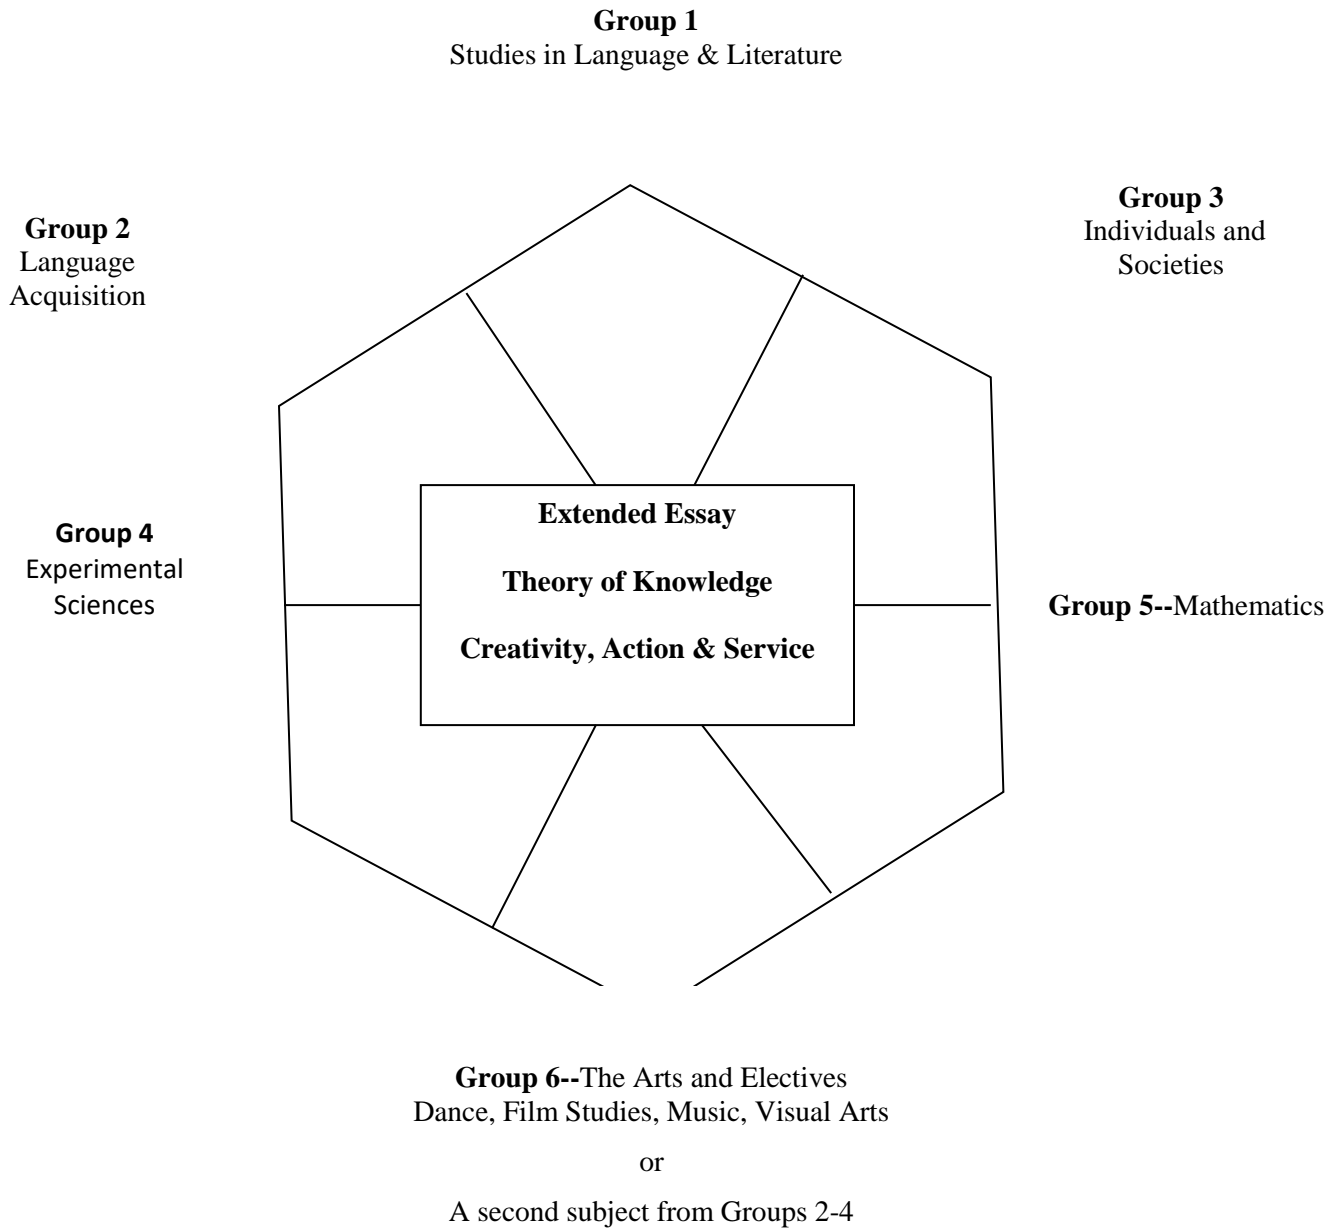 Group 1
Studies in Language & Literature
Group 2
Language
Acquisition
Group 3
Individuals and
Societies
Extended Essay
Theory of Knowledge
Creativity, Action & Service
Group 4
Experimental
Sciences
Group 5--Mathematics
Group 6--The Arts and Electives
Dance, Film Studies, Music, Visual Arts
or
A second subject from Groups 2-4